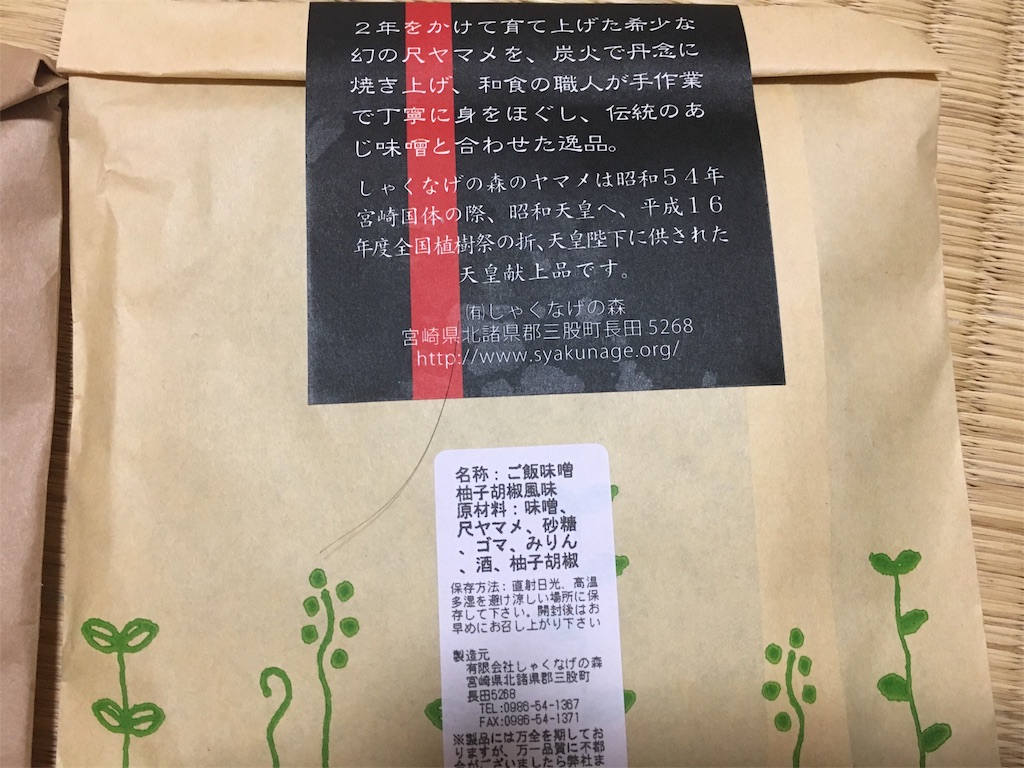 ２年をかけて育て上げた希少な
幻の尺ヤマメを、炭火で丹念に
焼き上げ、和食の職人が手作業
で丁寧に身をほぐし、伝統のあ
じ味噌と合わせた逸品。
しゃくなげの森のヤマメは昭和５４年
宮崎国体の際、昭和天皇へ、平成１６
年度全国植樹祭の折、天皇陛下に供された
天皇献上品です。
㈲しゃくなげの森
宮崎県北諸県郡三股町長田 5268
http://www.syakunage.org/
名称：ご飯味噌
柚子胡椒風味
原材料：味噌、
尺ヤマメ、砂糖
、ゴマ、みりん
、酒、柚子胡椒
保存方法：直射日光、高温
多湿を避け涼しい場所に保
存して下さい。開封後はお
早めにお召し上がり下さい
製造元
有限会社しゃくなげの森
宮崎県北諸県郡三股町
長田5268
TEL:0986-54-1367
FAX:0986-54-1371
※製品には万全を期してお
りますが、万一品質に不都
合がございましたら弊社ま